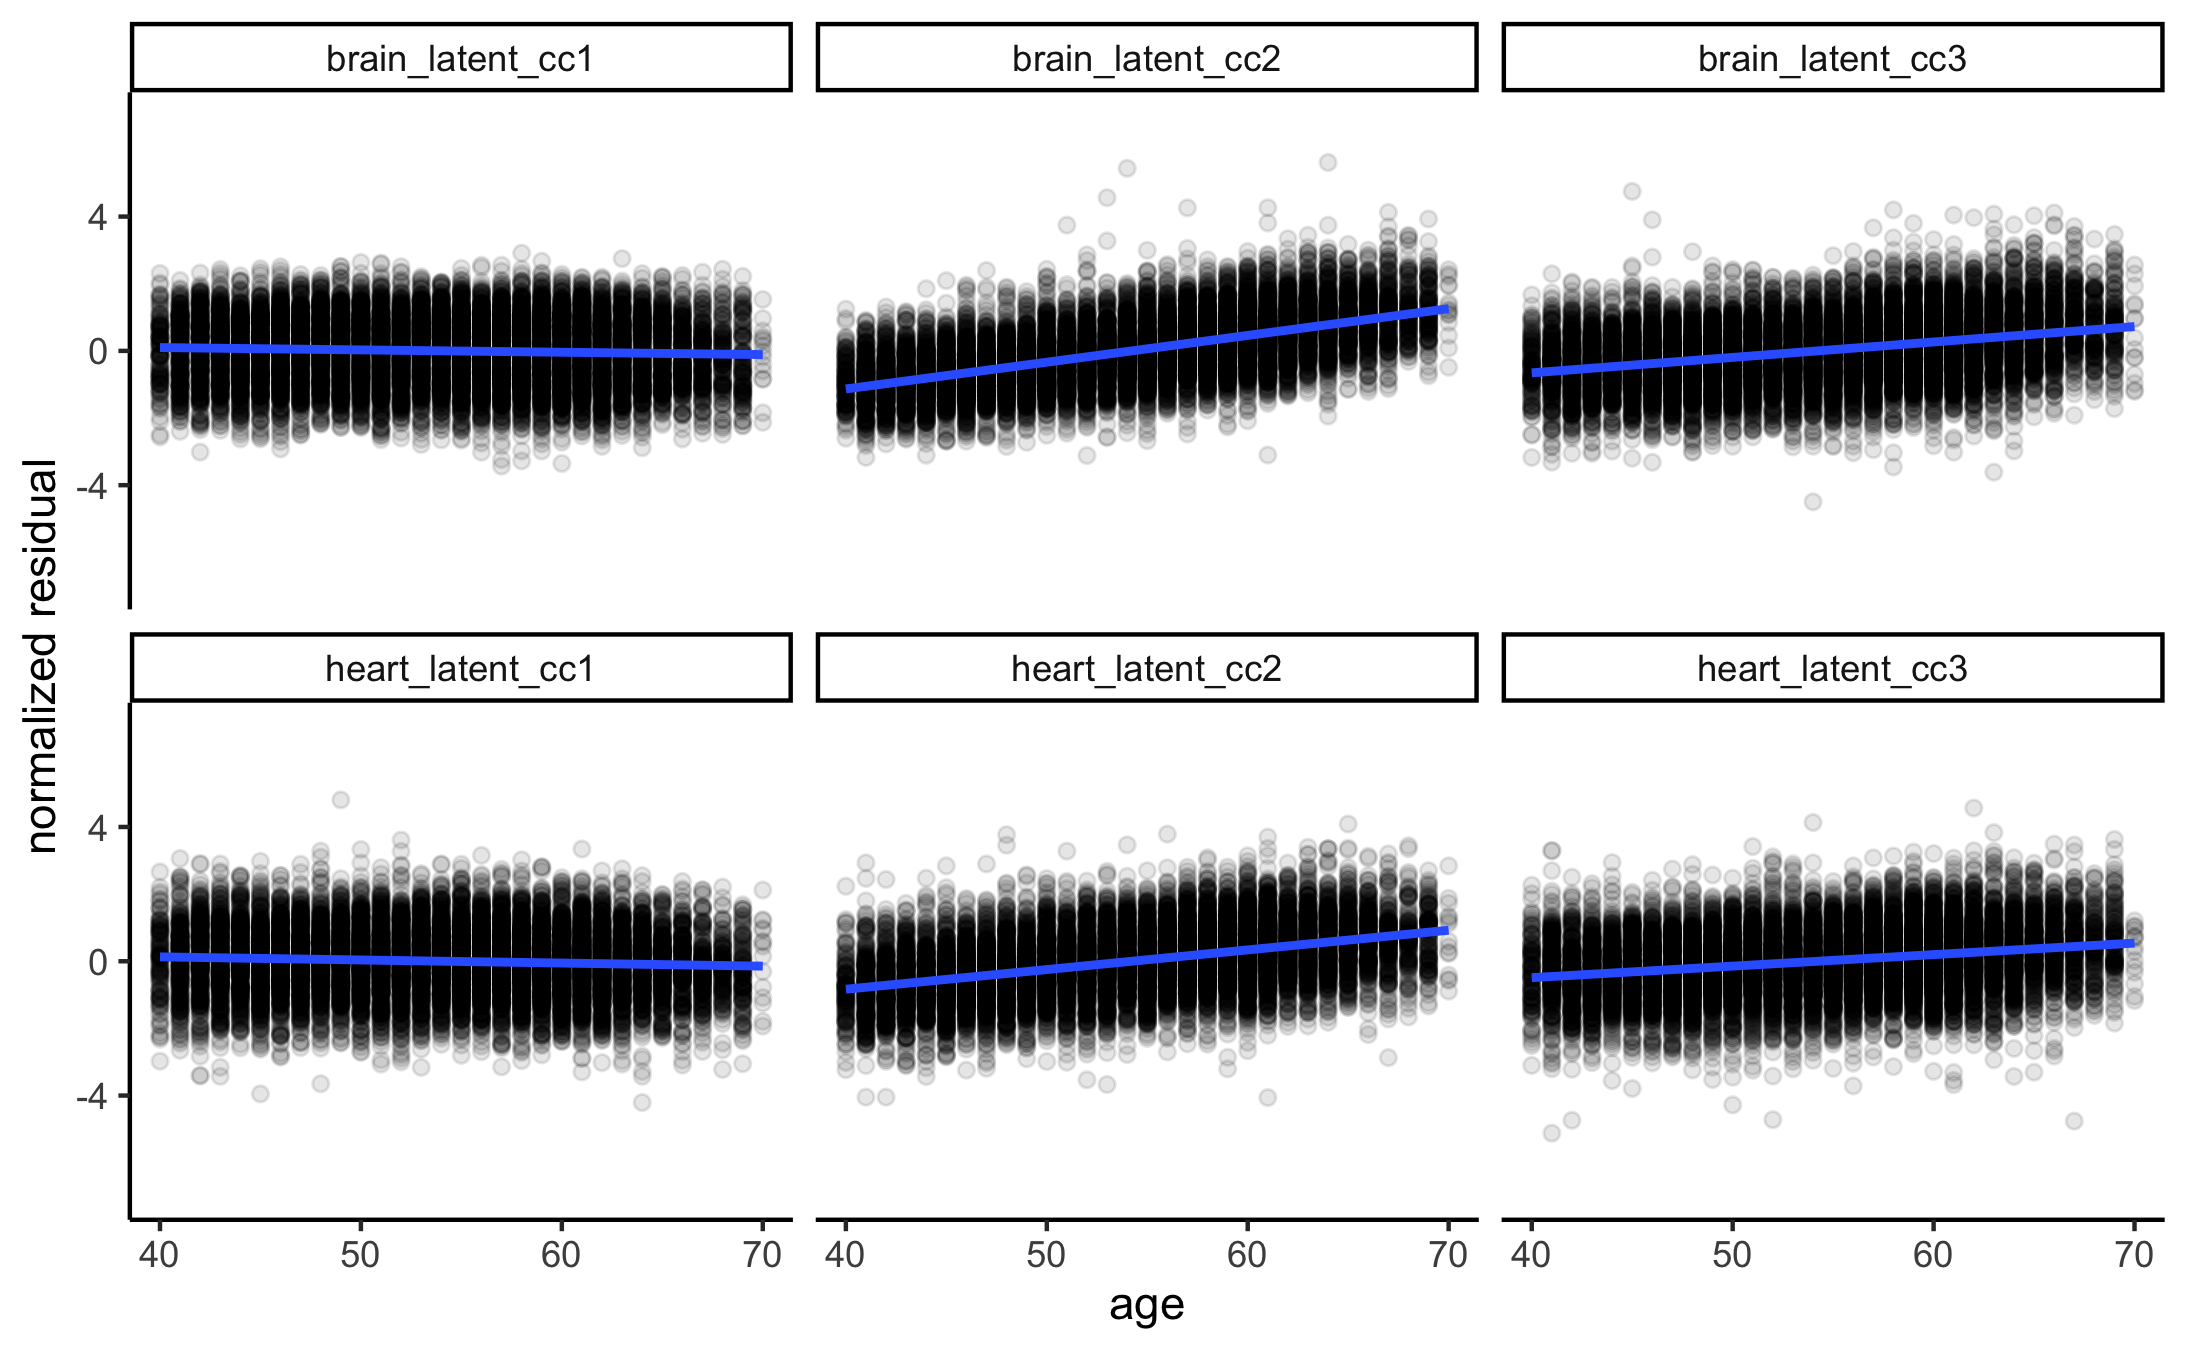 brain_latent_cc1
brain_latent_cc2
brain_latent_cc3
4
0
-4
normalized residual
heart_latent_cc1
heart_latent_cc2
heart_latent_cc3
4
0
-4
40 50 60 70
40 50 60 70
40 50 60 70
age